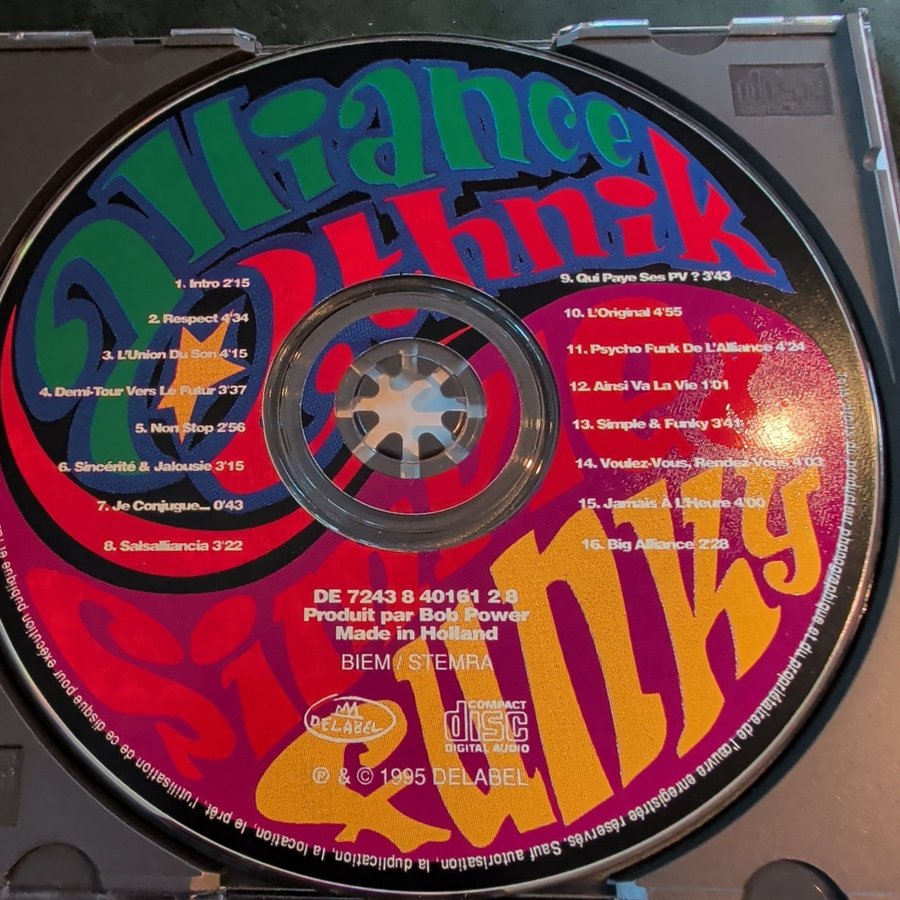 Alliance
Ethnik
Simple &
Funky
1. Intro 2'15
2. Respect 4'34
3. L'Union Du Son 4'15
4. Demi-Tour Vers Le Futur 3'37
5. Non Stop 2'56
6. Sincérité & Jalousie 3'15
7. Je Conjugue... 0'43
8. Salsalliancia 3'22
9. Qui Paye Ses PV ? 3'43
10. L'Original 4'55
11. Psycho Funk De L'Alliance 4'24
12. Ainsi Va La Vie 1'01
13. Simple & Funky 3'41
14. Voulez-Vous, Rendez-Vous 4'03
15. Jamais À L'Heure 4'00
16. Big Alliance 2'28
DE 7243 8 40161 2,8
Produit par Bob Power
Made in Holland
BIEM / STEMRA
DELABEL
COMPACT
disc
DIGITAL AUDIO
℗ & © 1995 DELABEL
du producteur phonographique et du propriétaire de l'œuvre enregistrée réservés. Sauf autorisation, la duplication, la location, le prêt, l'utilisation de ce disque pour exécution publique et
disc